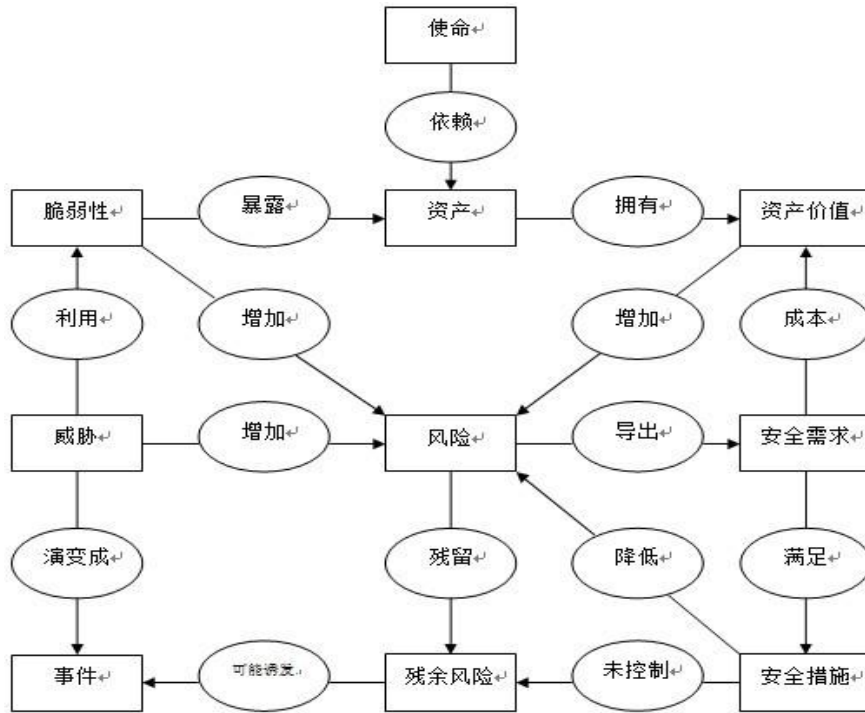 使命
依赖
脆弱性 暴露 资产 拥有 资产价值
利用 增加 增加 成本
威胁 增加 风险 导出 安全需求
演变成 残留 降低 满足
事件 可能诱发 残余风险 未控制 安全措施